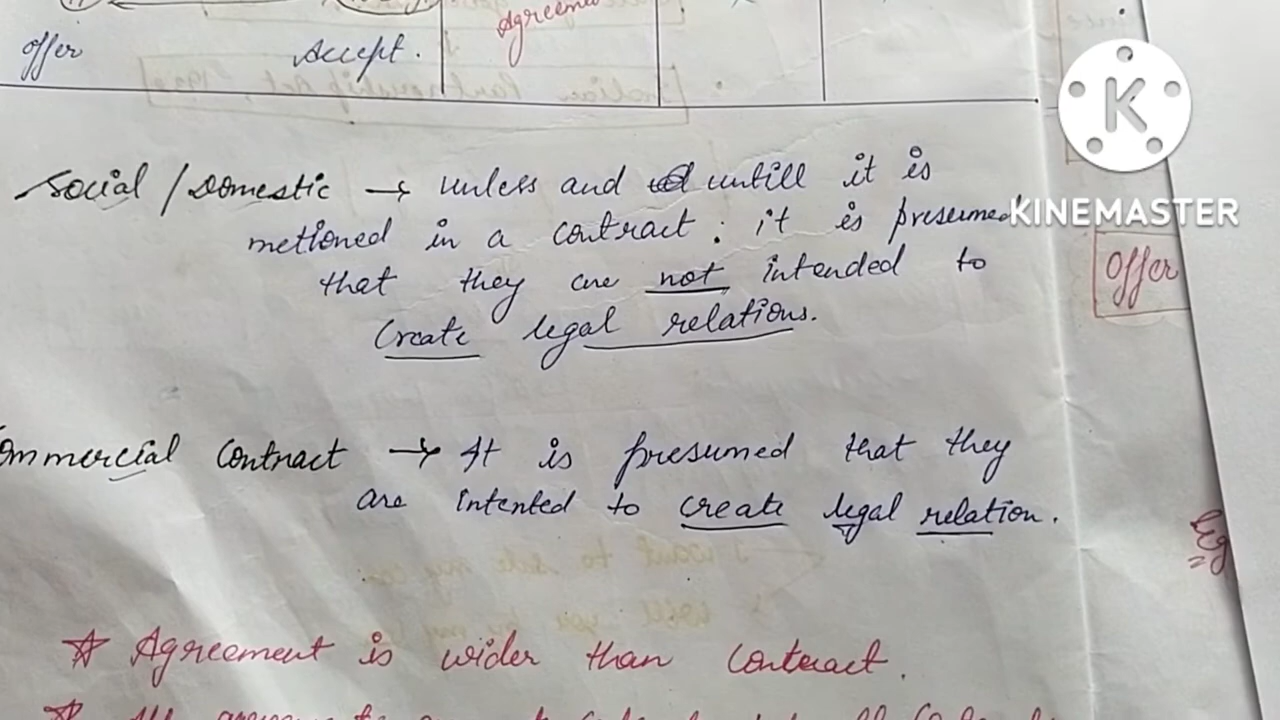 Agreeme
offer Accept.
KINEMASTER
Social / Domestic → unless and untill it is
metioned in a contract : it is presumed
that they are not intended to
Create legal relations.
offer
ommercial Contract → It is presumed that they
are intented to create legal relation.
Eg
☆ Agreement is wider than Contract.